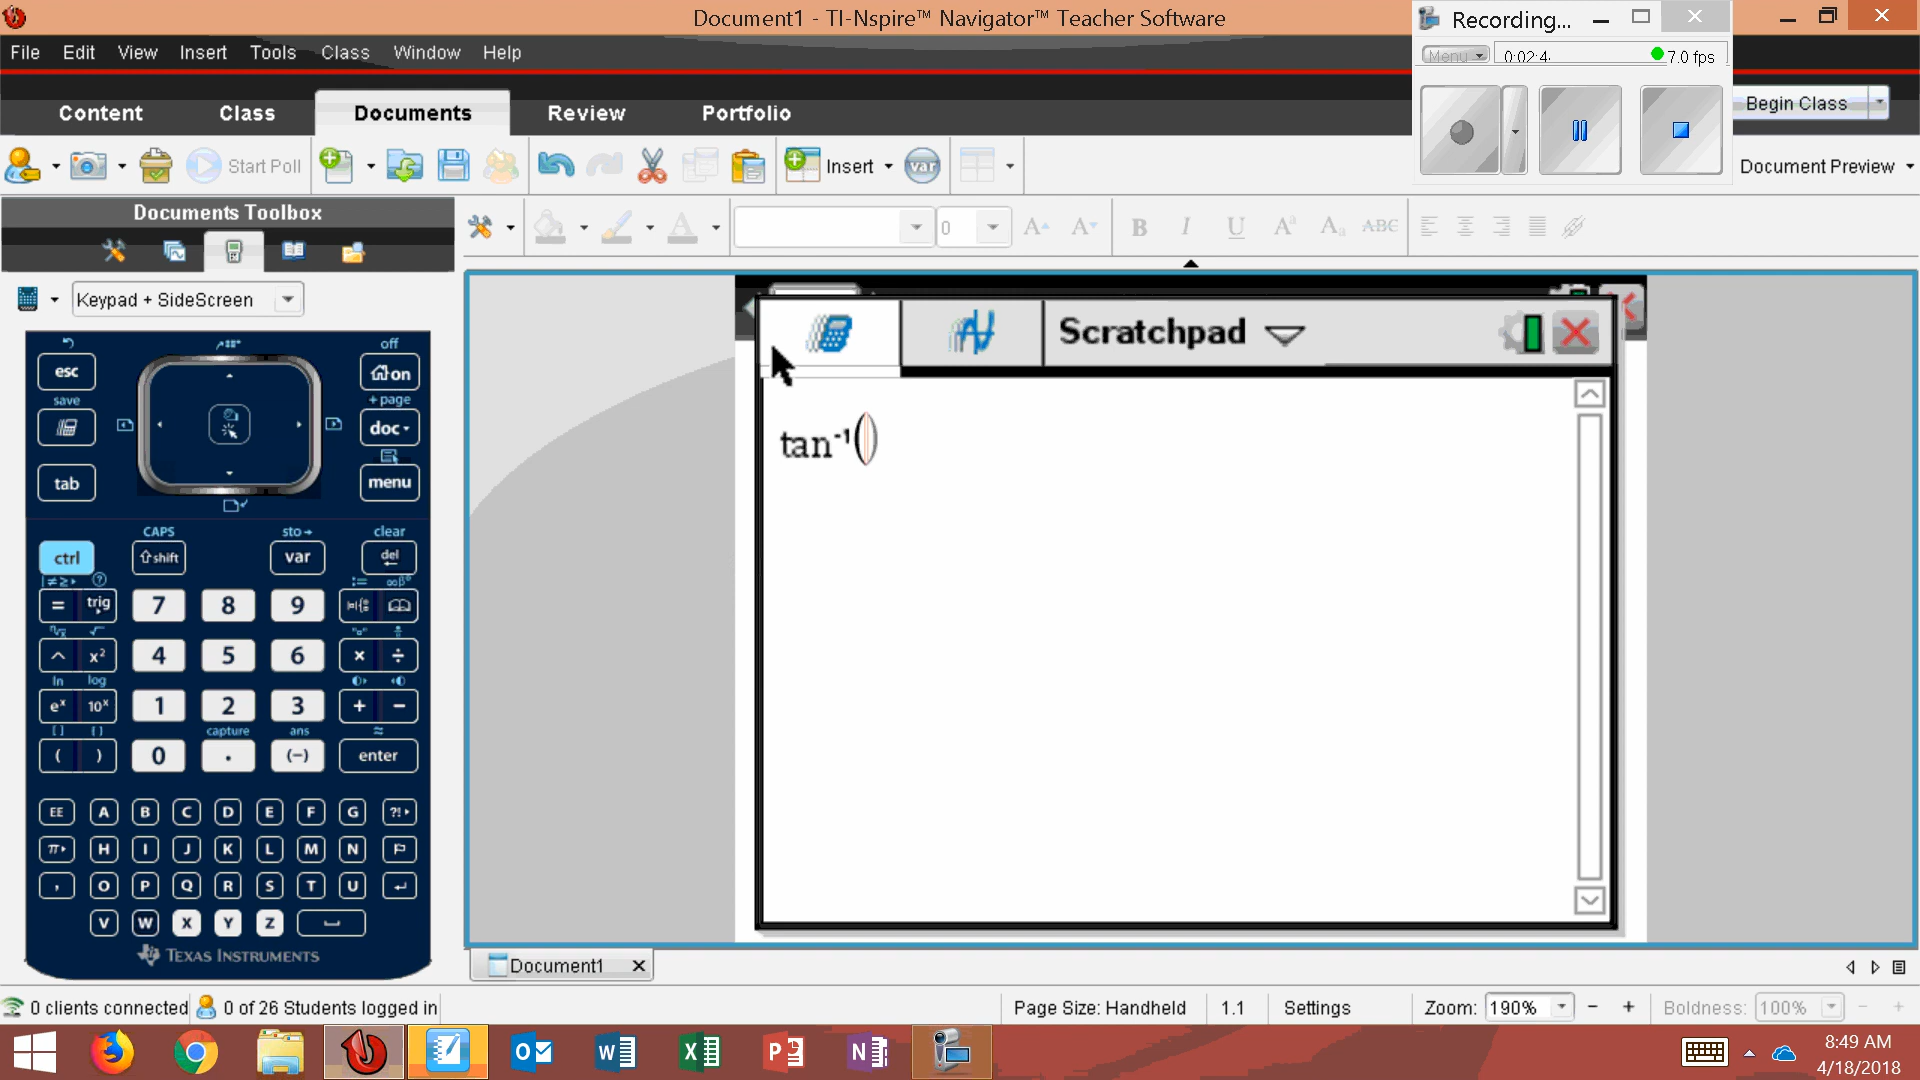 Document1 - TI-Nspire™ Navigator™ Teacher Software
Recording...
File Edit View Insert Tools Class Window Help
Menu 0:02:4 7.0 fps
Content Class Documents Review Portfolio
Begin Class
Start Poll Insert var Document Preview
Documents Toolbox
0 B I U Aa Aa ABC
Keypad + SideScreen
Scratchpad
off
esc on
save + page
doc
tan⁻¹()
tab menu
CAPS sto→ clear
ctrl shift var del
= trig 7 8 9
^ x² 4 5 6 × ÷
ln log
eˣ 10ˣ 1 2 3 + −
[ ] { } capture ans
( ) 0 . (−) enter
EE A B C D E F G ?!
π H I J K L M N
, O P Q R S T U
V W X Y Z
TEXAS INSTRUMENTS
Document1
0 clients connected 0 of 26 Students logged in Page Size: Handheld 1.1 Settings Zoom: 190% − + Boldness: 100% − +
8:49 AM
4/18/2018